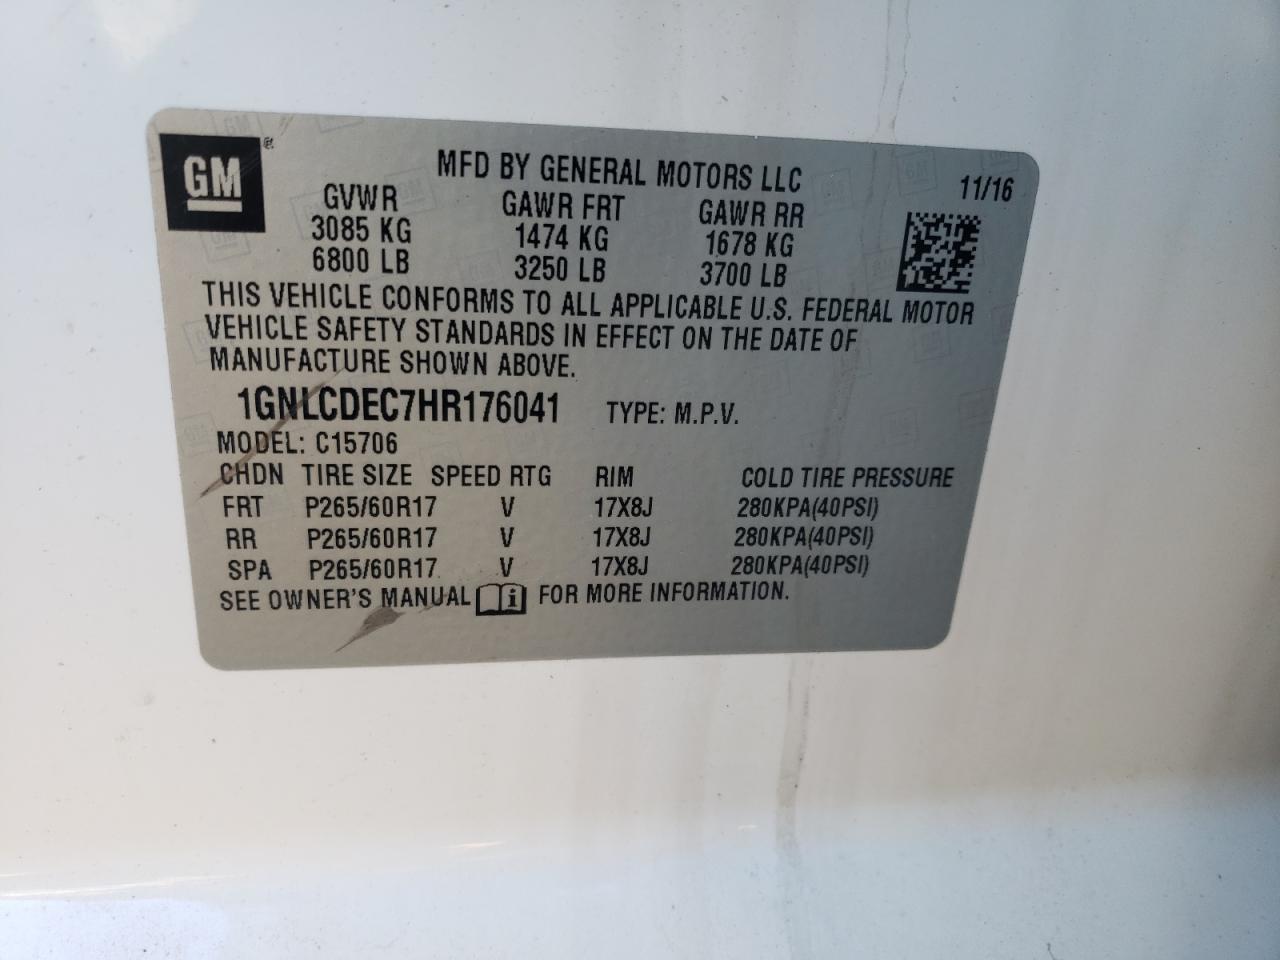 GM®
MFD BY GENERAL MOTORS LLC 11/16
GVWR GAWR FRT GAWR RR
3085 KG 1474 KG 1678 KG
6800 LB 3250 LB 3700 LB
THIS VEHICLE CONFORMS TO ALL APPLICABLE U.S. FEDERAL MOTOR
VEHICLE SAFETY STANDARDS IN EFFECT ON THE DATE OF
MANUFACTURE SHOWN ABOVE.
1GNLCDEC7HR176041 TYPE: M.P.V.
MODEL: C15706
CHDN TIRE SIZE SPEED RTG RIM COLD TIRE PRESSURE
FRT P265/60R17 V 17X8J 280KPA(40PSI)
RR P265/60R17 V 17X8J 280KPA(40PSI)
SPA P265/60R17 V 17X8J 280KPA(40PSI)
SEE OWNER'S MANUAL i FOR MORE INFORMATION.